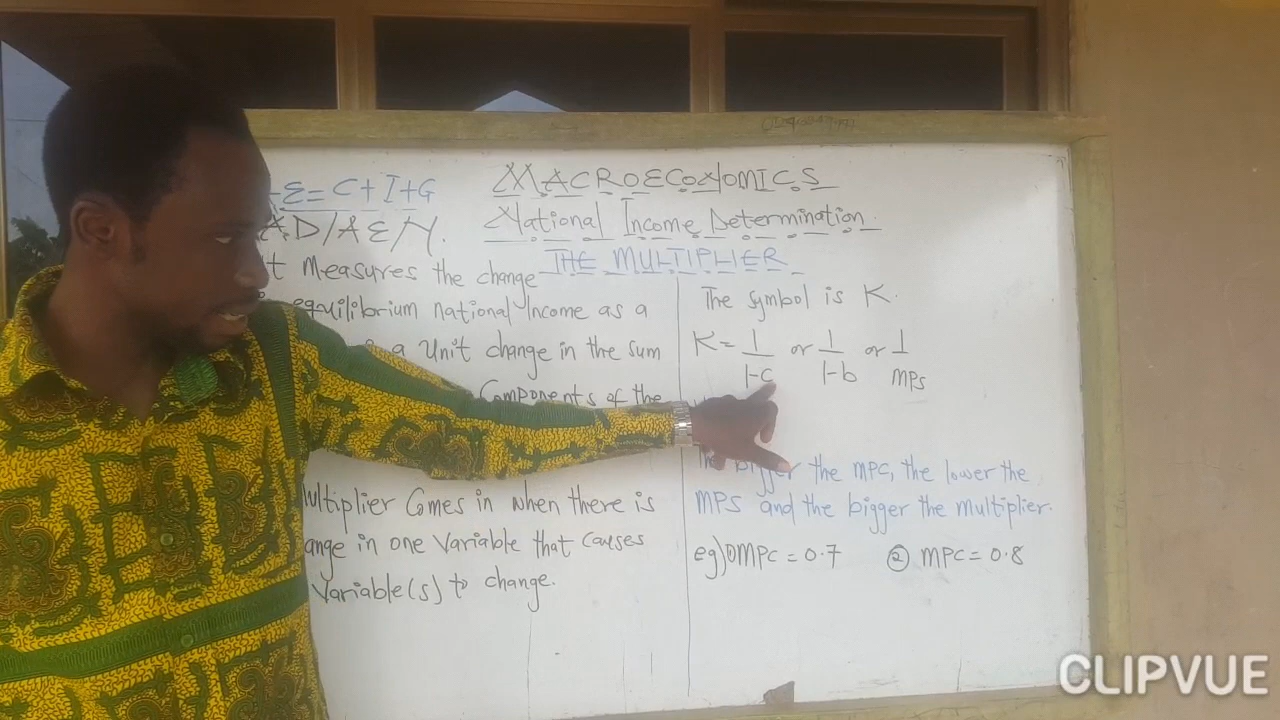 E = C + I + G
MACROECONOMICS
AD/AEN.
National Income Determination
THE MULTIPLIER
t measures the change
equilibrium national Income as a
a Unit change in the sum
Components of the
ultiplier Comes in when there is
ange in one Variable that causes
Variable(s) to change.
The symbol is K.
K = 1/1-c or 1/1-b or 1/MPS
bigger the MPC, the lower the
MPS and the bigger the multiplier.
eg) ① MPC = 0.7 ② MPC = 0.8
CLIPVUE